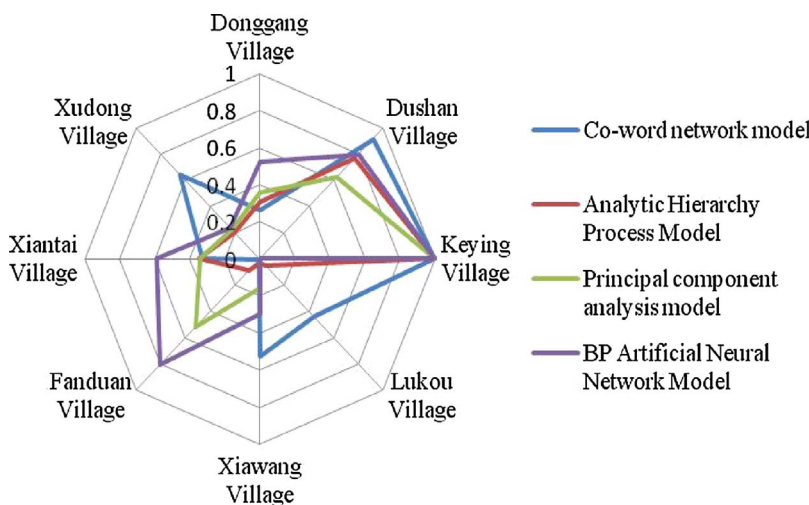 Donggang
Village
1
0.8
0.6
0.4
0.2
0
Dushan
Village
Keying
Village
Lukou
Village
Xiawang
Village
Fanduan
Village
Xiantai
Village
Xudong
Village
Co-word network model
Analytic Hierarchy
Process Model
Principal component
analysis model
BP Artificial Neural
Network Model